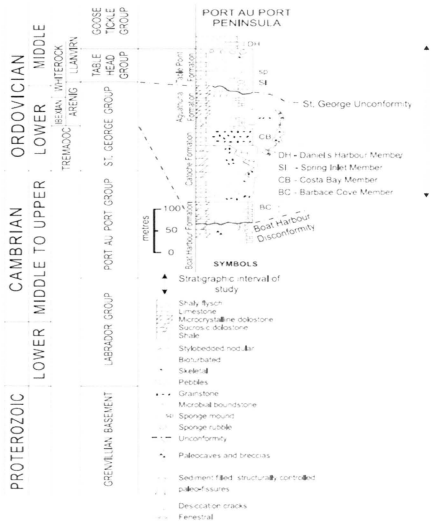 PORT AU PORT
PENINSULA
ORDOVICIAN
MIDDLE
LOWER
WHITEROCK
LLANVIRN
IBEXIAN
ARENIG
TREMADOC
GOOSE
TICKLE
GROUP
TABLE
HEAD
GROUP
ST. GEORGE GROUP
Table Point
Formation
Aguathuna
Formation
Catoche Formation
Boat Harbour Formation
DH
SI
St. George Unconformity
CB
DH - Daniel's Harbour Member
SI - Spring Inlet Member
CB - Costa Bay Member
BC - Barbace Cove Member
BC
Boat Harbour
Disconformity
100
50
0
metres
CAMBRIAN
MIDDLE TO UPPER
LOWER
PORT AU PORT GROUP
LABRADOR GROUP
PROTEROZOIC
GRENVILLIAN BASEMENT
SYMBOLS
Stratigraphic interval of
study
Shaly flysch
Limestone
Microcrystalline dolostone
Sucrosic dolostone
Shale
Stylobedded nodular
Bioturbated
Skeletal
Pebbles
Grainstone
Microbial boundstone
Sponge mound
Sponge rubble
Unconformity
Paleocaves and breccias
Sediment filled structurally controlled
paleo-fissures
Desiccation cracks
Fenestral